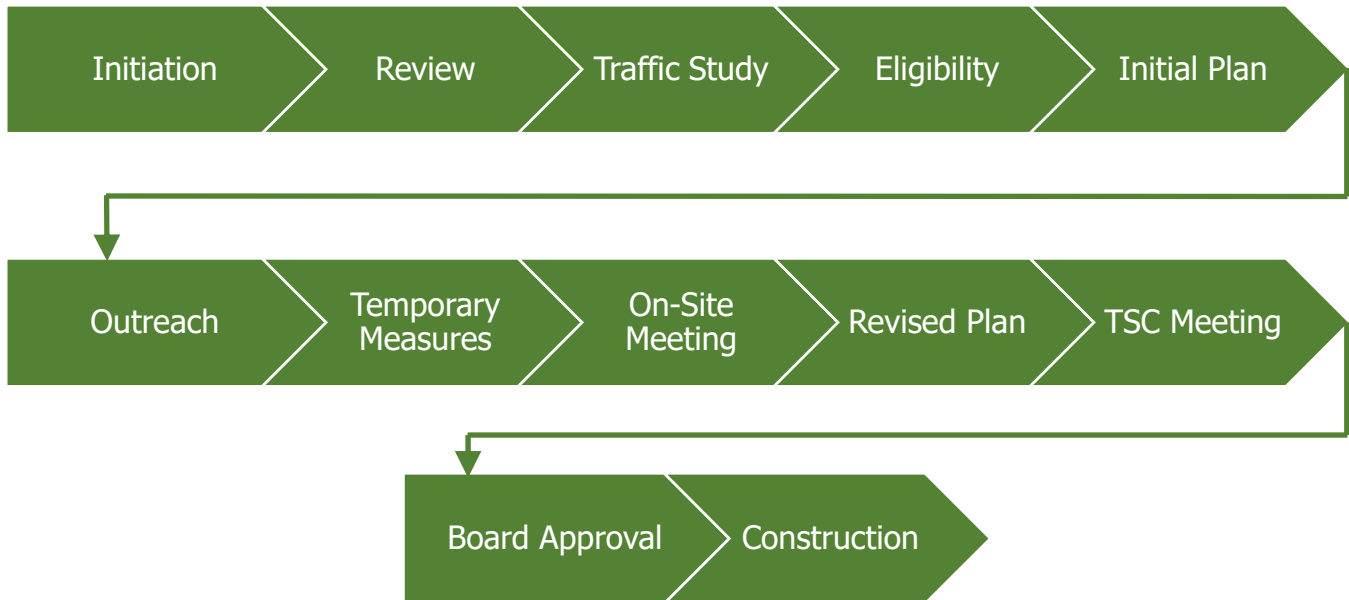 Initiation
Review
Traffic Study
Eligibility
Initial Plan
Outreach
Temporary
Measures
On-Site
Meeting
Revised Plan
TSC Meeting
Board Approval
Construction